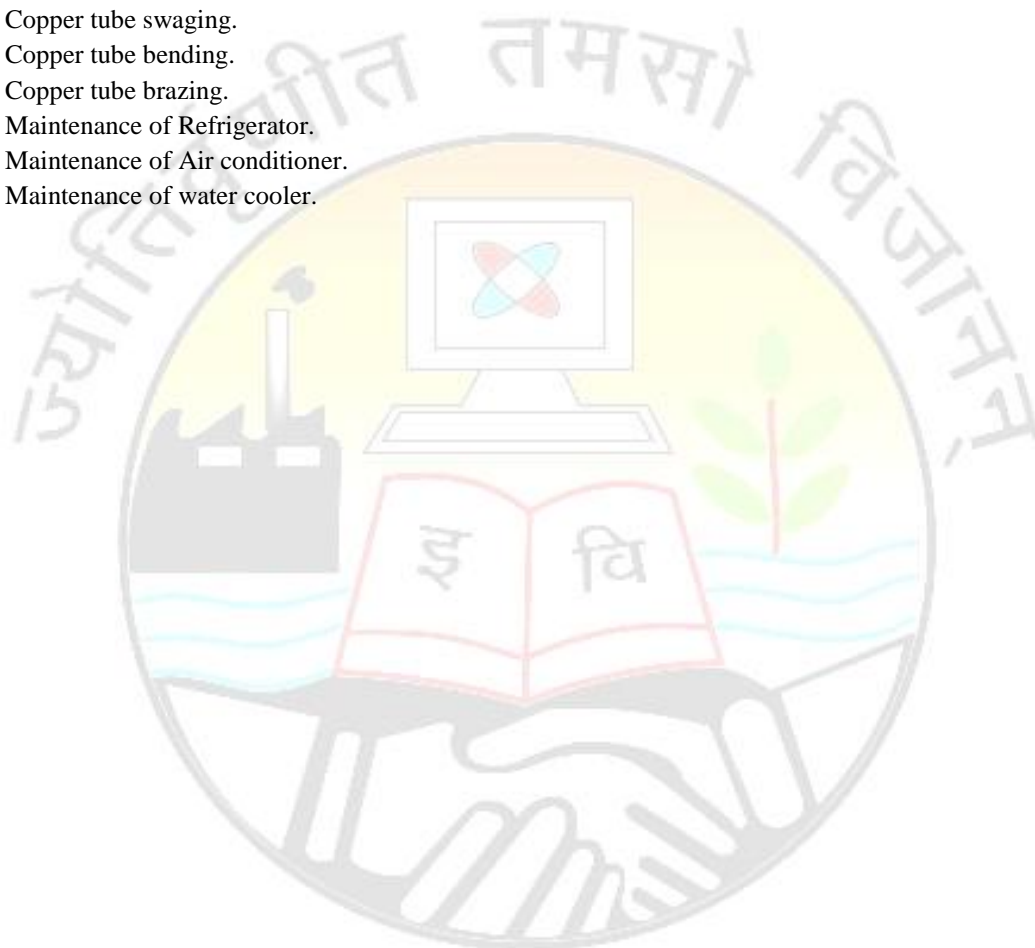 Copper tube swaging.
Copper tube bending.
Copper tube brazing.
Maintenance of Refrigerator.
Maintenance of Air conditioner.
Maintenance of water cooler.
ज्योतिर्वृणीत तमसो विजानन्
इ वि